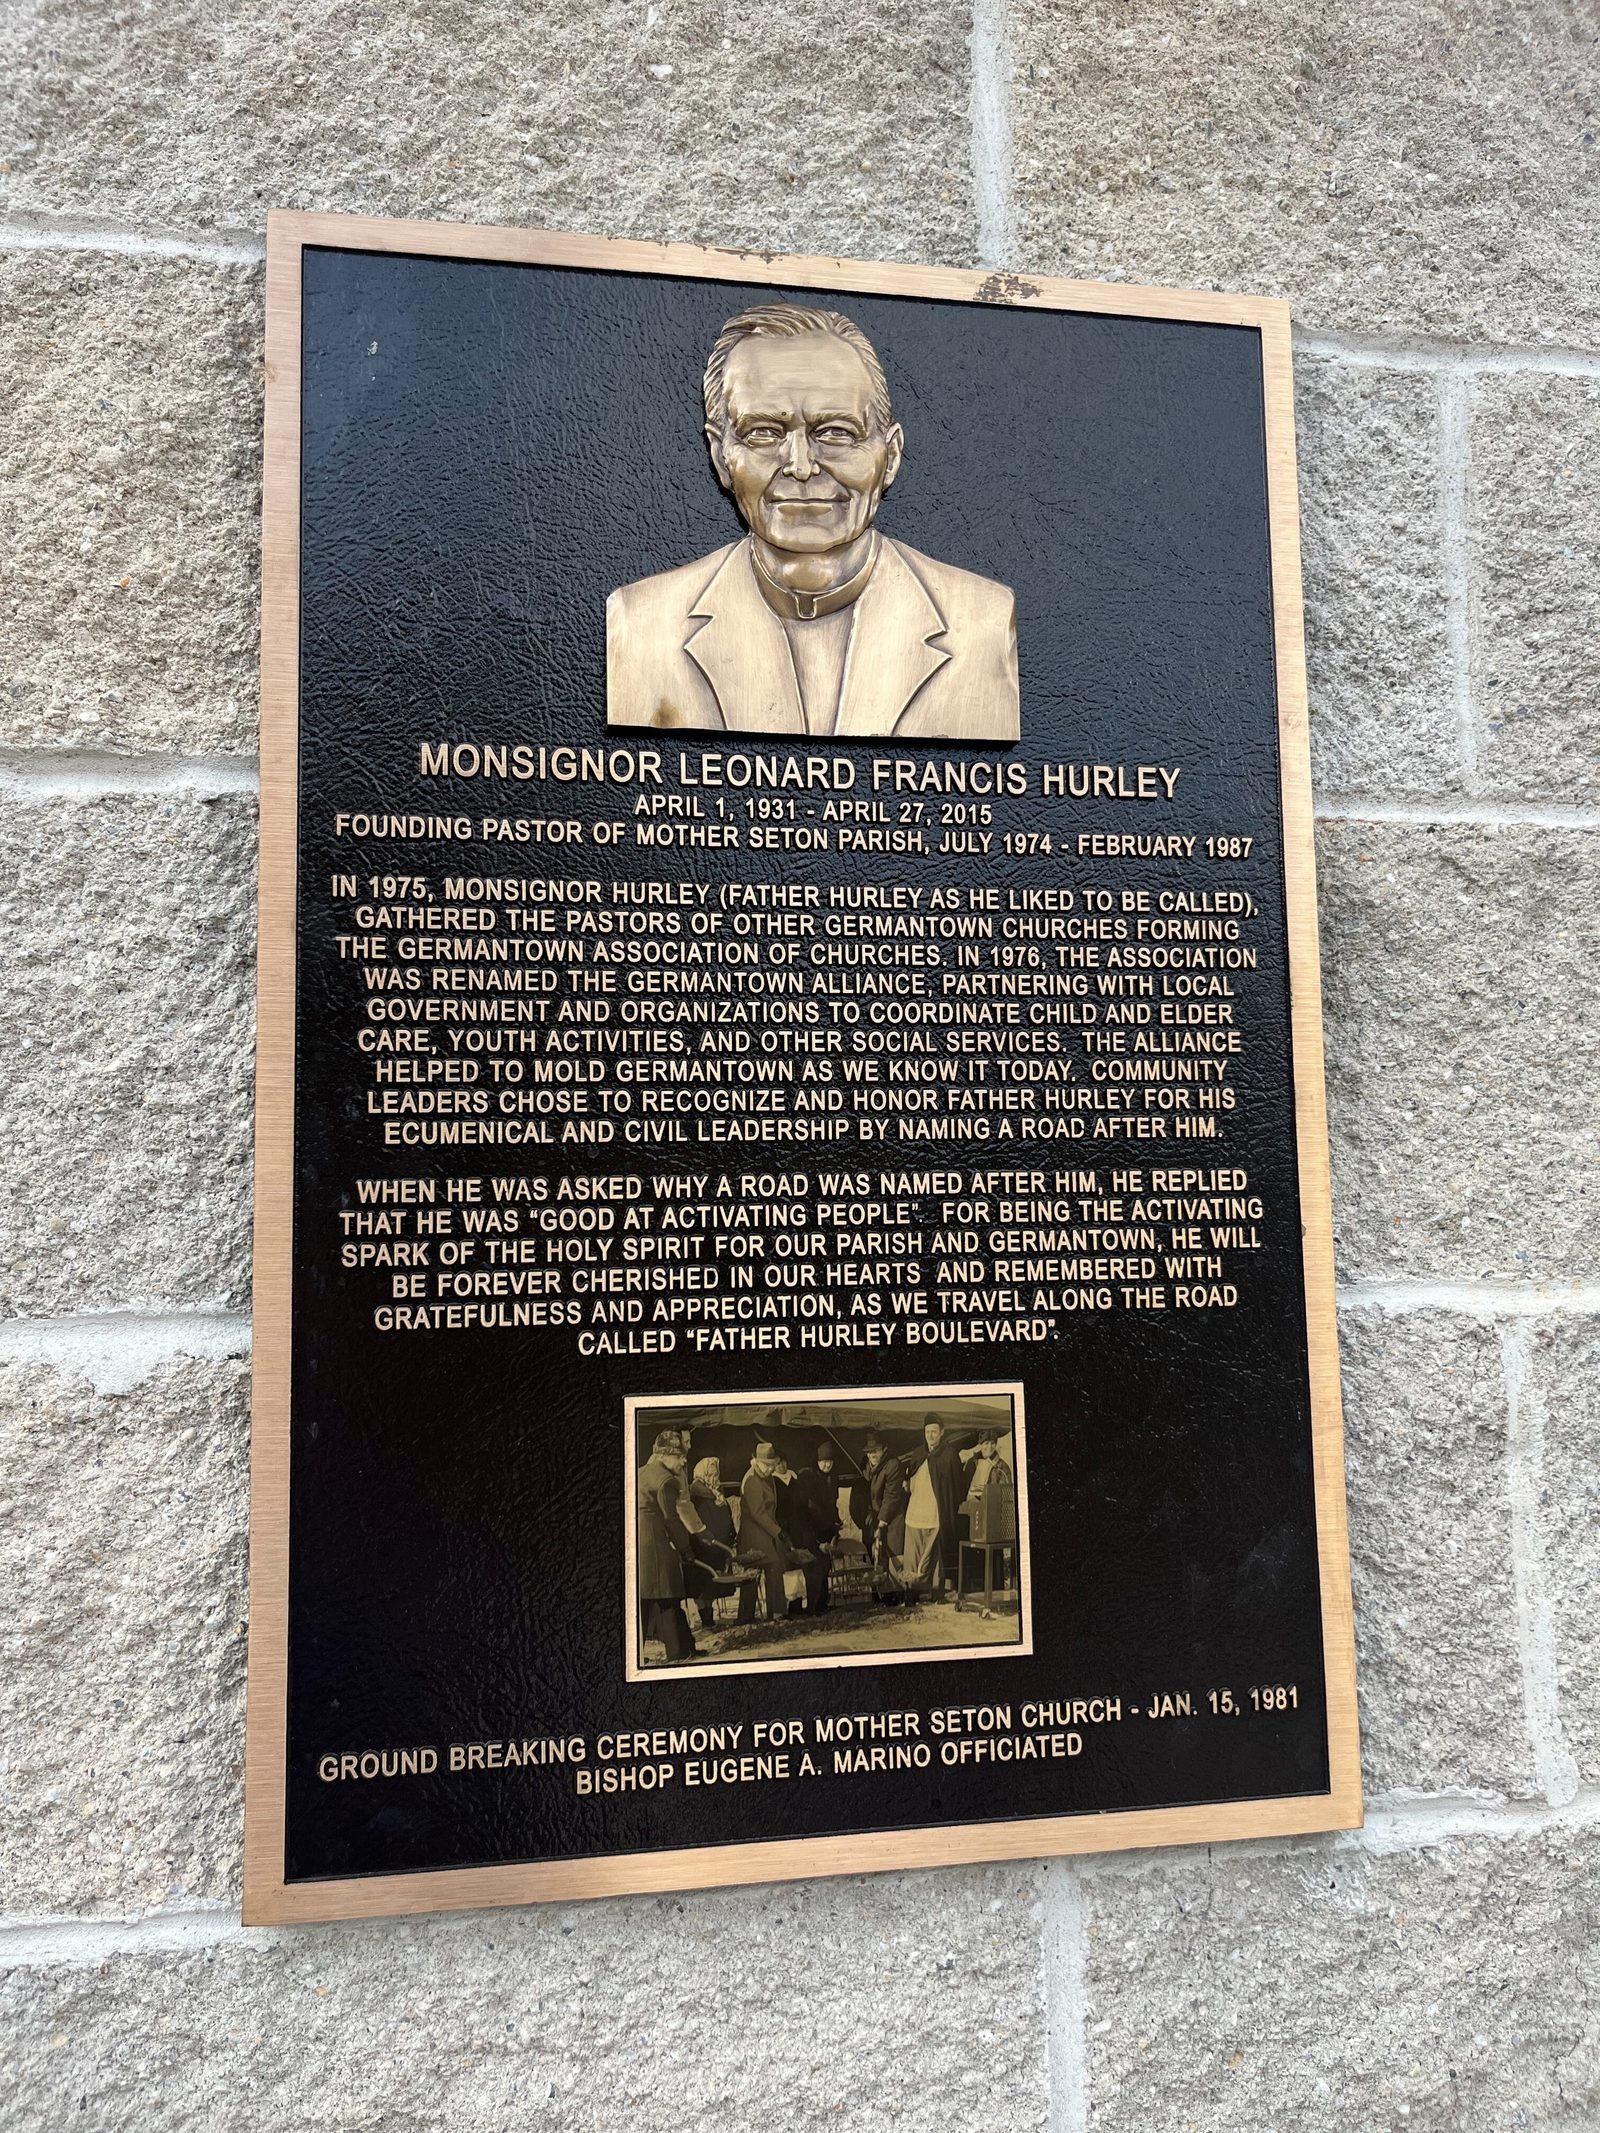 MONSIGNOR LEONARD FRANCIS HURLEY
APRIL 1, 1931 - APRIL 27, 2015
FOUNDING PASTOR OF MOTHER SETON PARISH, JULY 1974 - FEBRUARY 1987
IN 1975, MONSIGNOR HURLEY (FATHER HURLEY AS HE LIKED TO BE CALLED),
GATHERED THE PASTORS OF OTHER GERMANTOWN CHURCHES FORMING
THE GERMANTOWN ASSOCIATION OF CHURCHES. IN 1976, THE ASSOCIATION
WAS RENAMED THE GERMANTOWN ALLIANCE, PARTNERING WITH LOCAL
GOVERNMENT AND ORGANIZATIONS TO COORDINATE CHILD AND ELDER
CARE, YOUTH ACTIVITIES, AND OTHER SOCIAL SERVICES. THE ALLIANCE
HELPED TO MOLD GERMANTOWN AS WE KNOW IT TODAY. COMMUNITY
LEADERS CHOSE TO RECOGNIZE AND HONOR FATHER HURLEY FOR HIS
ECUMENICAL AND CIVIL LEADERSHIP BY NAMING A ROAD AFTER HIM.
WHEN HE WAS ASKED WHY A ROAD WAS NAMED AFTER HIM, HE REPLIED
THAT HE WAS “GOOD AT ACTIVATING PEOPLE”. FOR BEING THE ACTIVATING
SPARK OF THE HOLY SPIRIT FOR OUR PARISH AND GERMANTOWN, HE WILL
BE FOREVER CHERISHED IN OUR HEARTS AND REMEMBERED WITH
GRATEFULNESS AND APPRECIATION, AS WE TRAVEL ALONG THE ROAD
CALLED “FATHER HURLEY BOULEVARD”.
GROUND BREAKING CEREMONY FOR MOTHER SETON CHURCH - JAN. 15, 1981
BISHOP EUGENE A. MARINO OFFICIATED